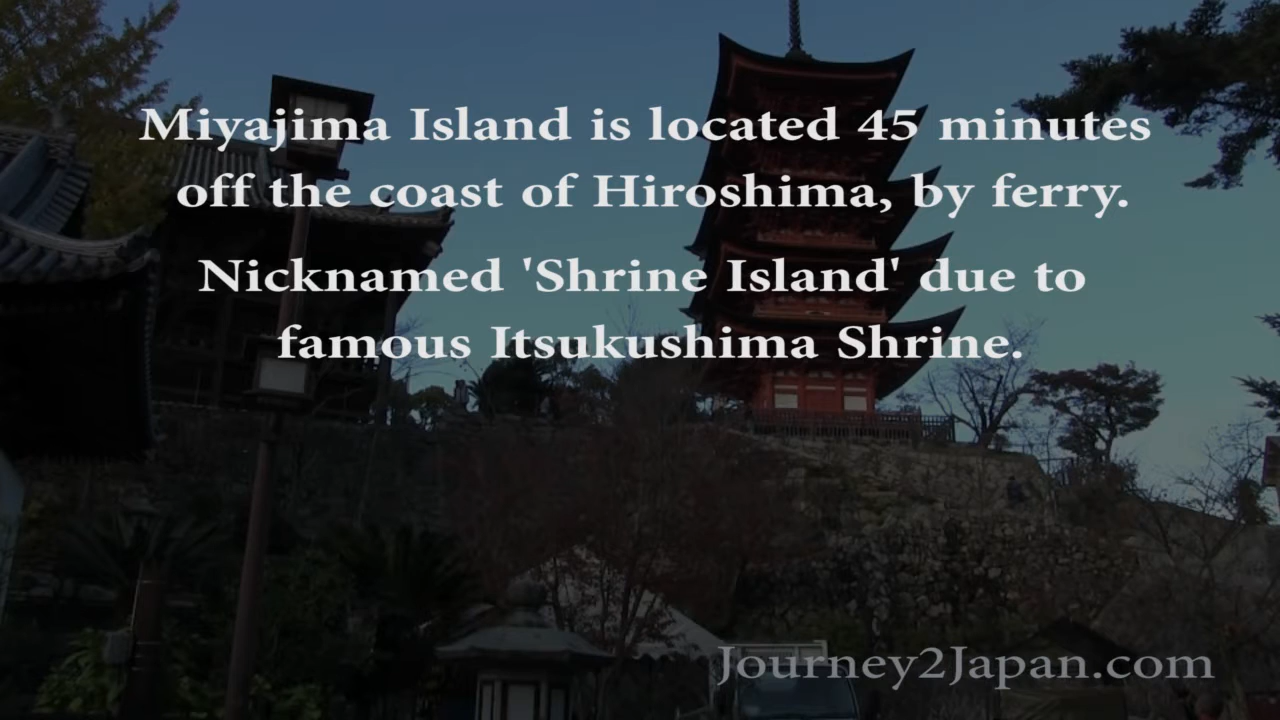 Miyajima Island is located 45 minutes
off the coast of Hiroshima, by ferry.
Nicknamed 'Shrine Island' due to
famous Itsukushima Shrine.
Journey2Japan.com